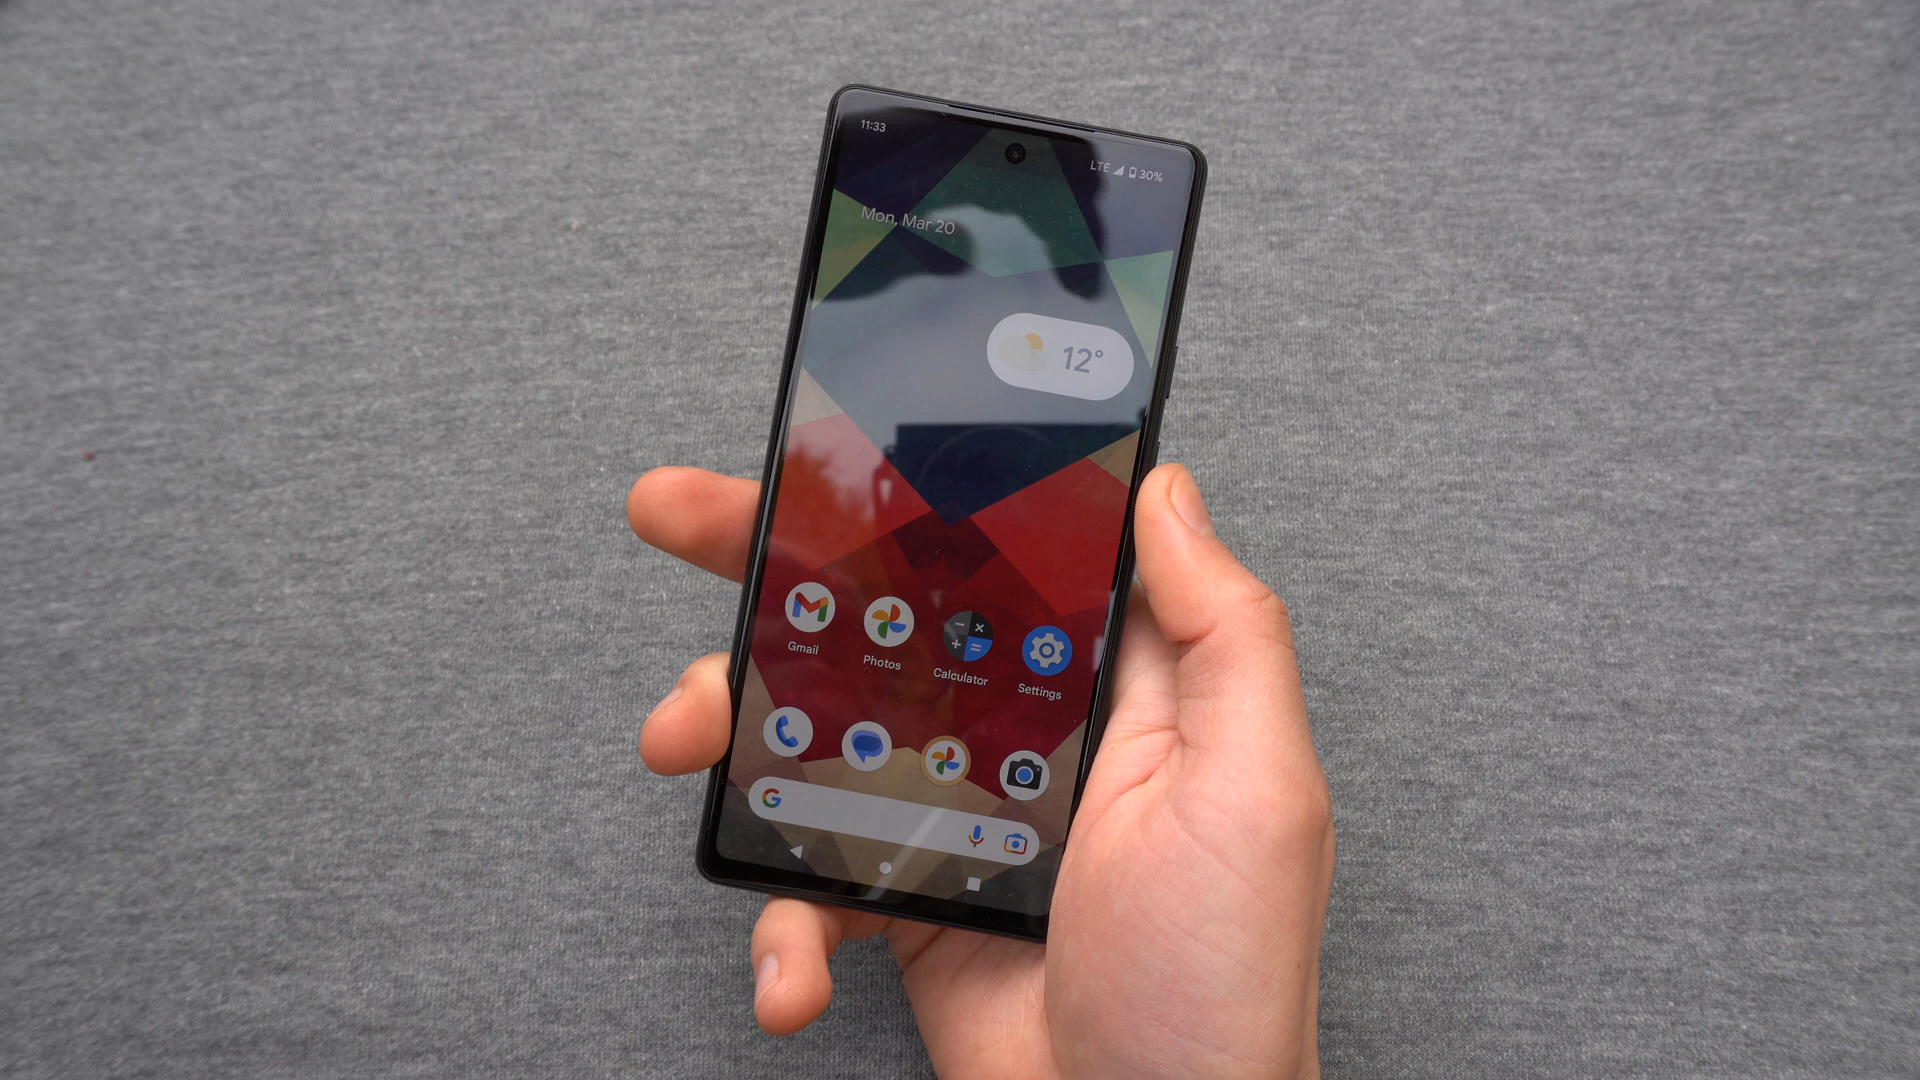 11:33
LTE 30%
Mon, Mar 20
12°
Gmail
Photos
Calculator
Settings